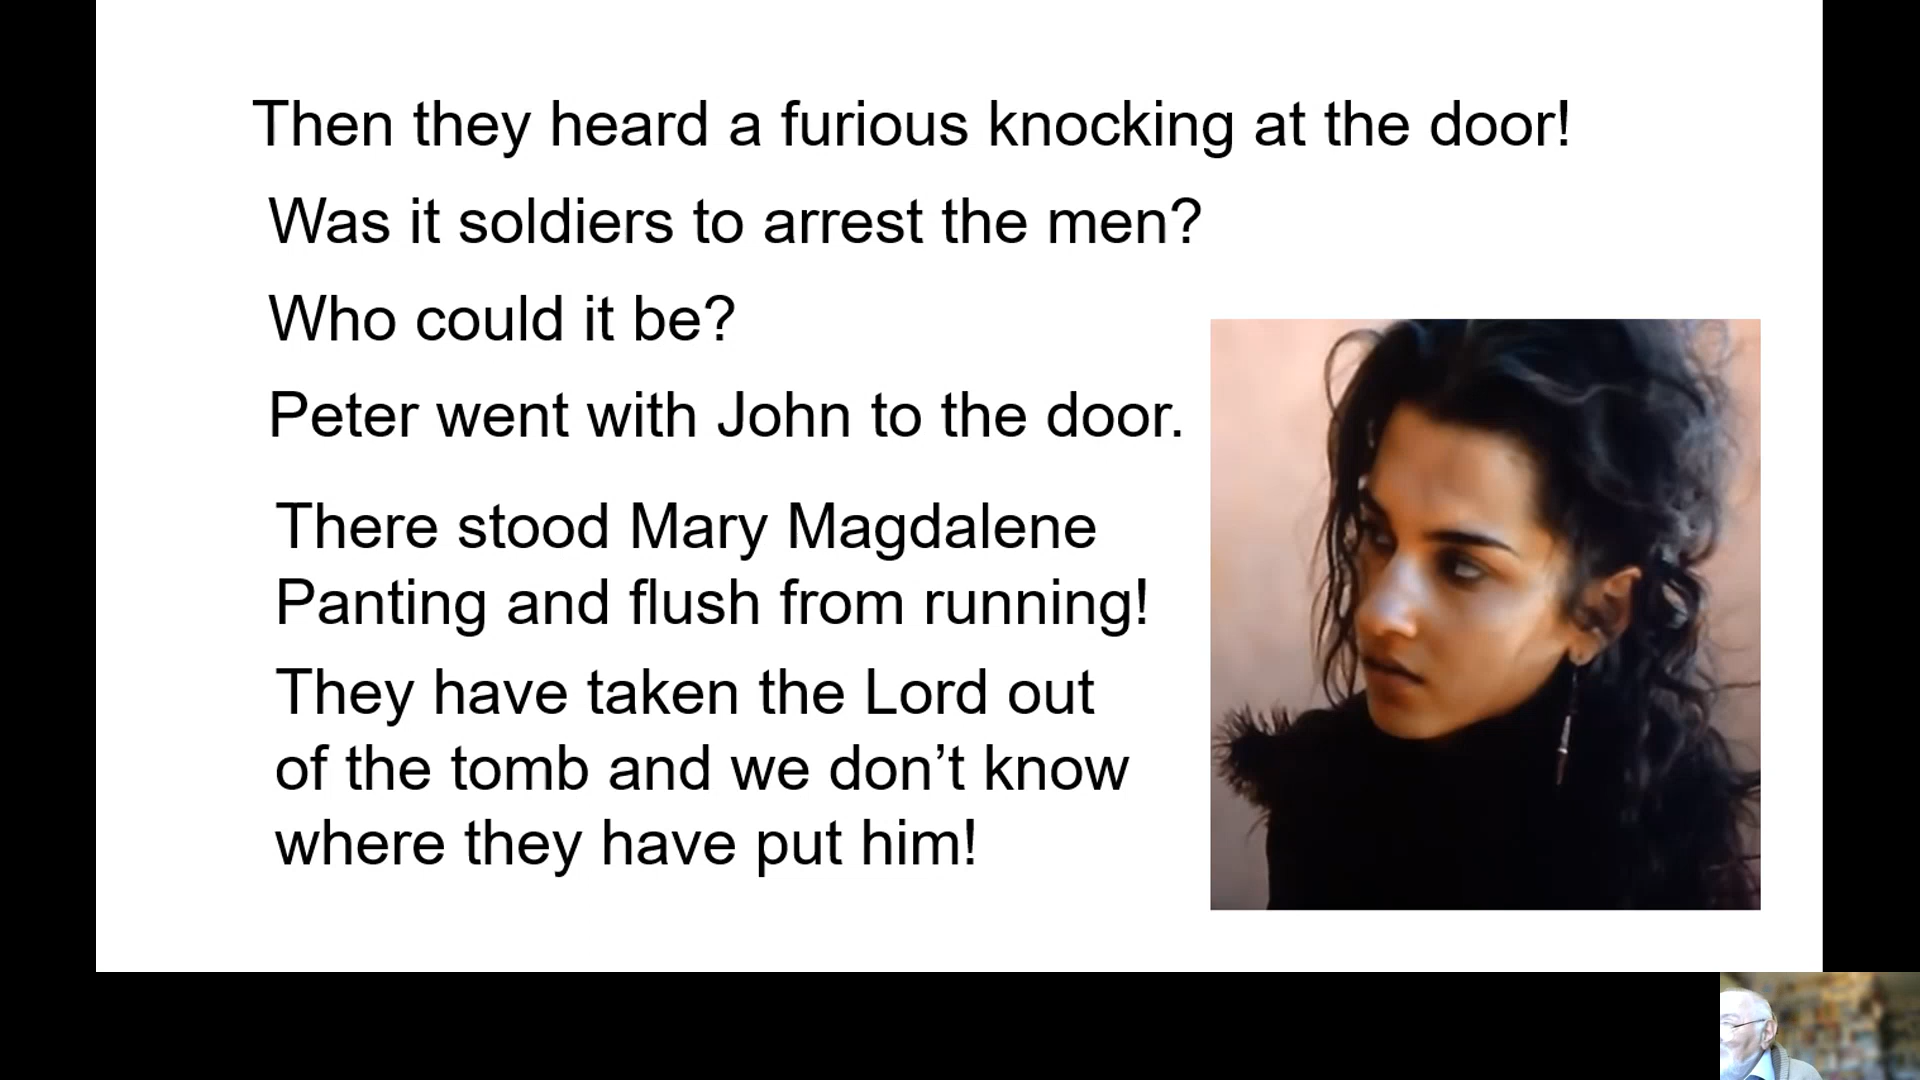 Then they heard a furious knocking at the door!
Was it soldiers to arrest the men?
Who could it be?
Peter went with John to the door.
There stood Mary Magdalene
Panting and flush from running!
They have taken the Lord out
of the tomb and we don’t know
where they have put him!